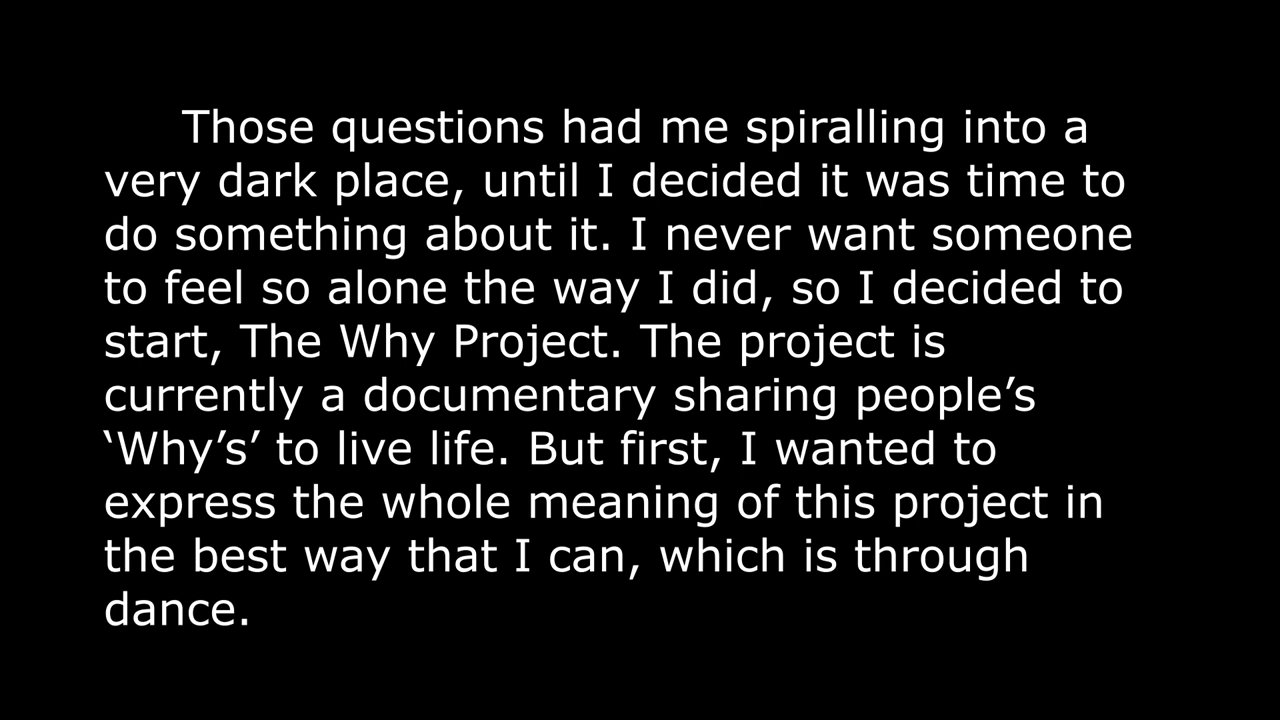 Those questions had me spiralling into a
very dark place, until I decided it was time to
do something about it. I never want someone
to feel so alone the way I did, so I decided to
start, The Why Project. The project is
currently a documentary sharing people’s
‘Why’s’ to live life. But first, I wanted to
express the whole meaning of this project in
the best way that I can, which is through
dance.